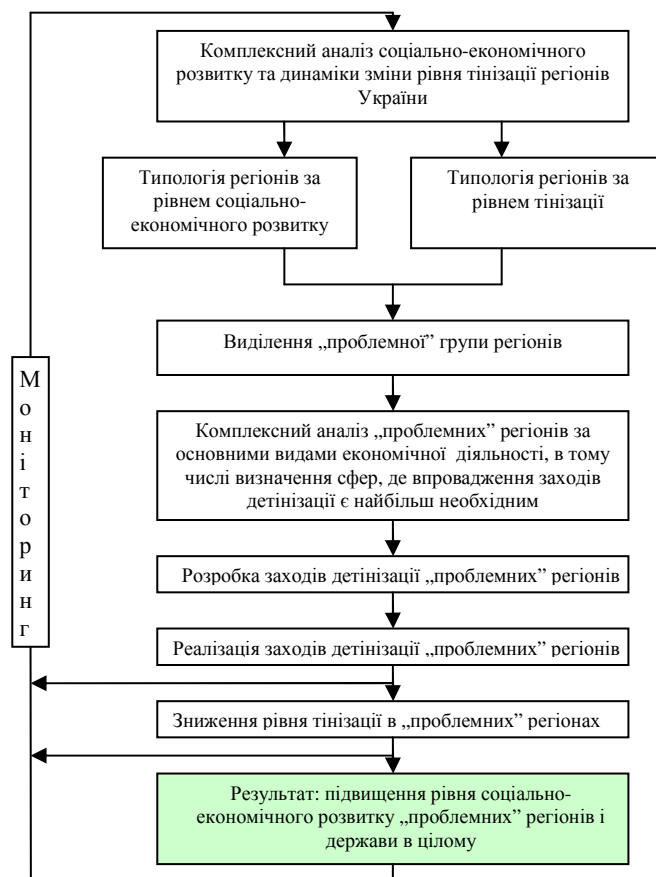 Комплексний аналіз соціально-економічного
розвитку та динаміки зміни рівня тінізації регіонів
України
Типологія регіонів за
рівнем соціально-
економічного розвитку
Типологія регіонів за
рівнем тінізації
Виділення „проблемної” групи регіонів
Моніторинг
Комплексний аналіз „проблемних” регіонів за
основними видами економічної діяльності, в тому
числі визначення сфер, де впровадження заходів
детінізації є найбільш необхідним
Розробка заходів детінізації „проблемних” регіонів
Реалізація заходів детінізації „проблемних” регіонів
Зниження рівня тінізації в „проблемних” регіонах
Результат: підвищення рівня соціально-
економічного розвитку „проблемних” регіонів і
держави в цілому